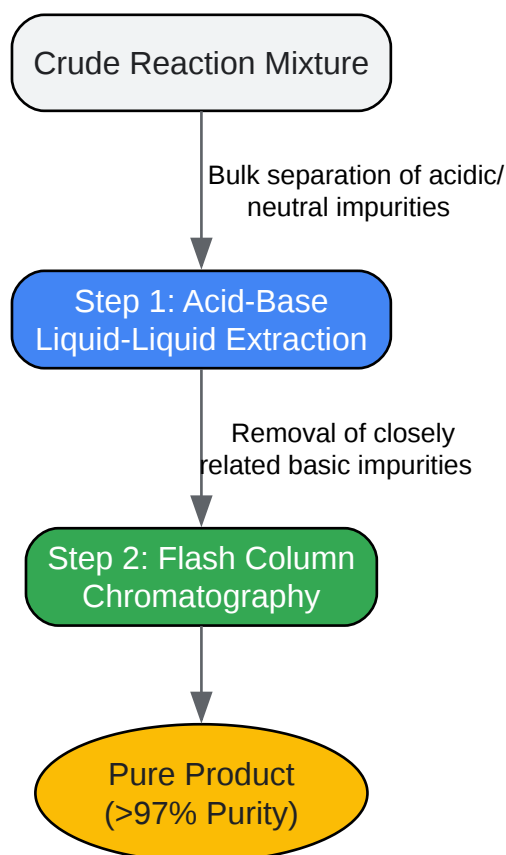 Crude Reaction Mixture
Bulk separation of acidic/
neutral impurities
Step 1: Acid-Base
Liquid-Liquid Extraction
Removal of closely
related basic impurities
Step 2: Flash Column
Chromatography
Pure Product
(>97% Purity)